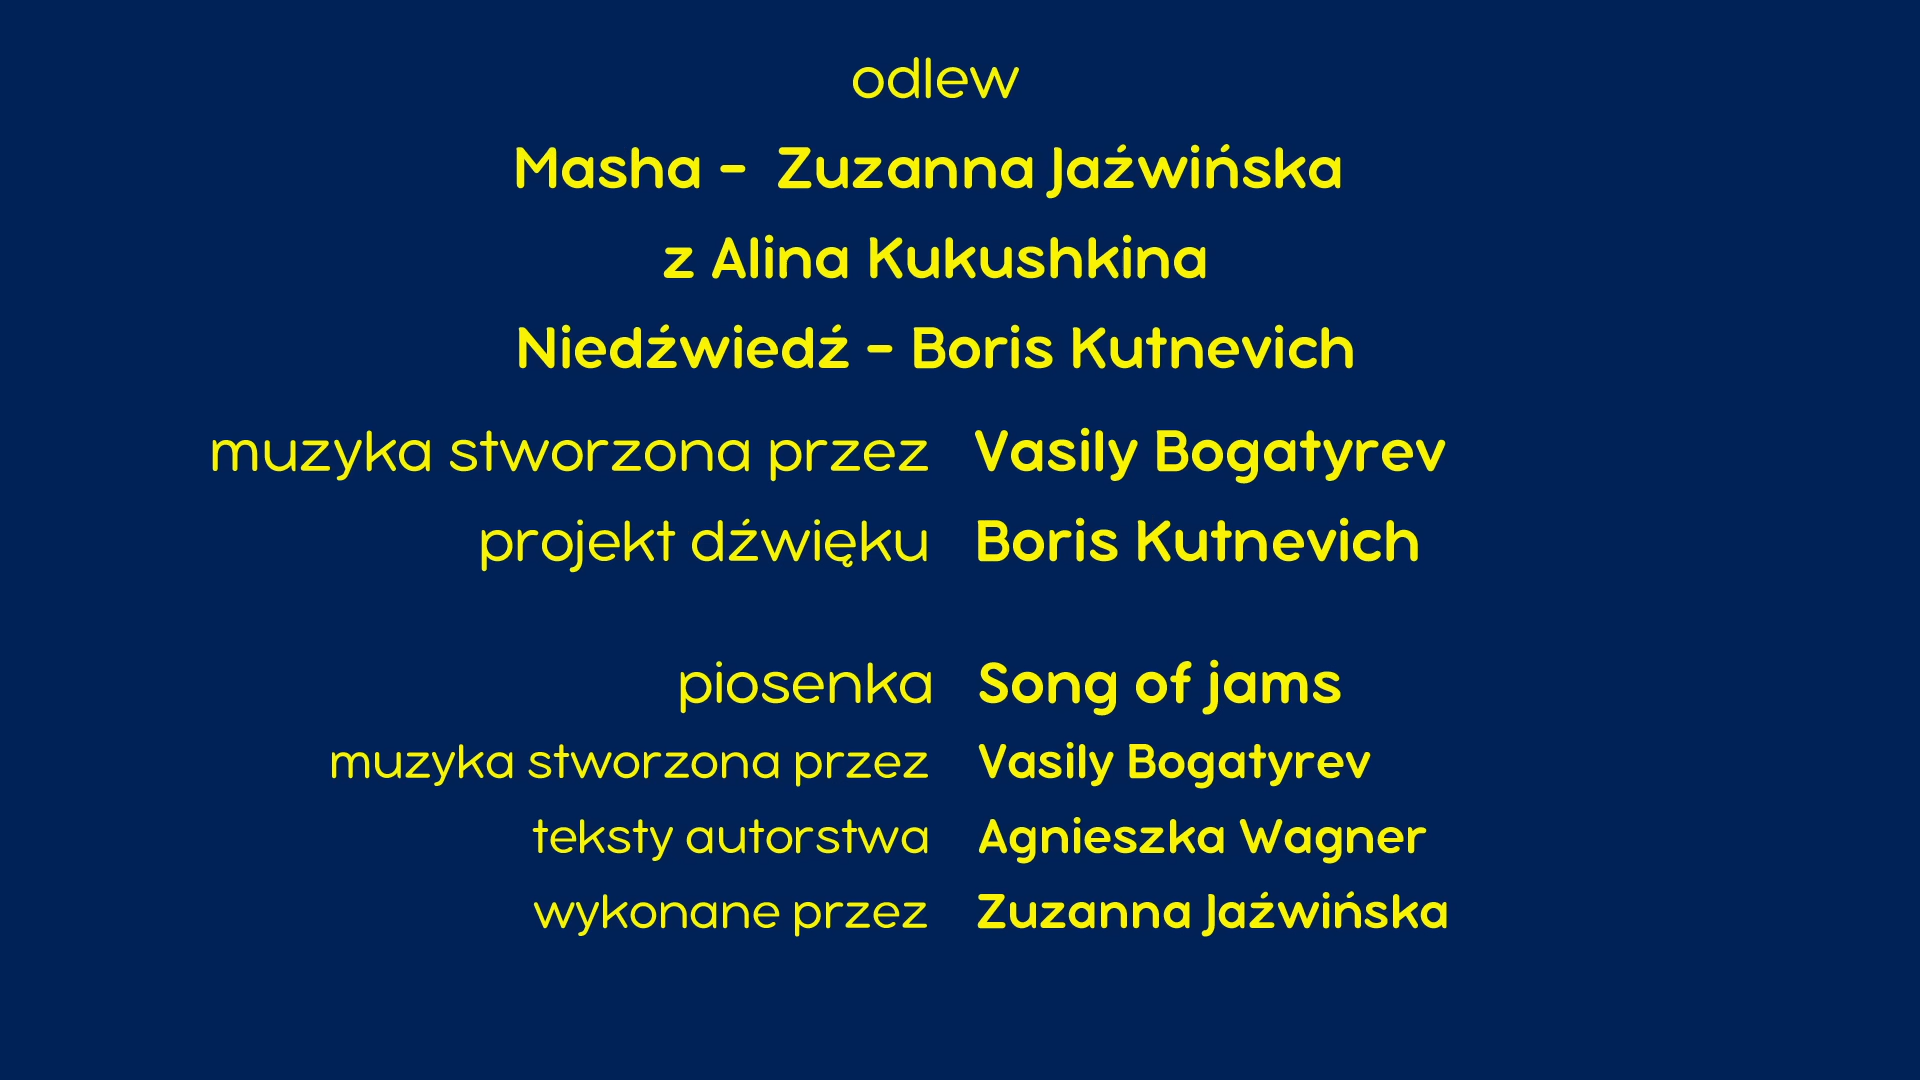 odlew
Masha - Zuzanna Jaźwińska
z Alina Kukushkina
Niedźwiedź - Boris Kutnevich
muzyka stworzona przez Vasily Bogatyrev
projekt dźwięku Boris Kutnevich
piosenka Song of jams
muzyka stworzona przez Vasily Bogatyrev
teksty autorstwa Agnieszka Wagner
wykonane przez Zuzanna Jaźwińska